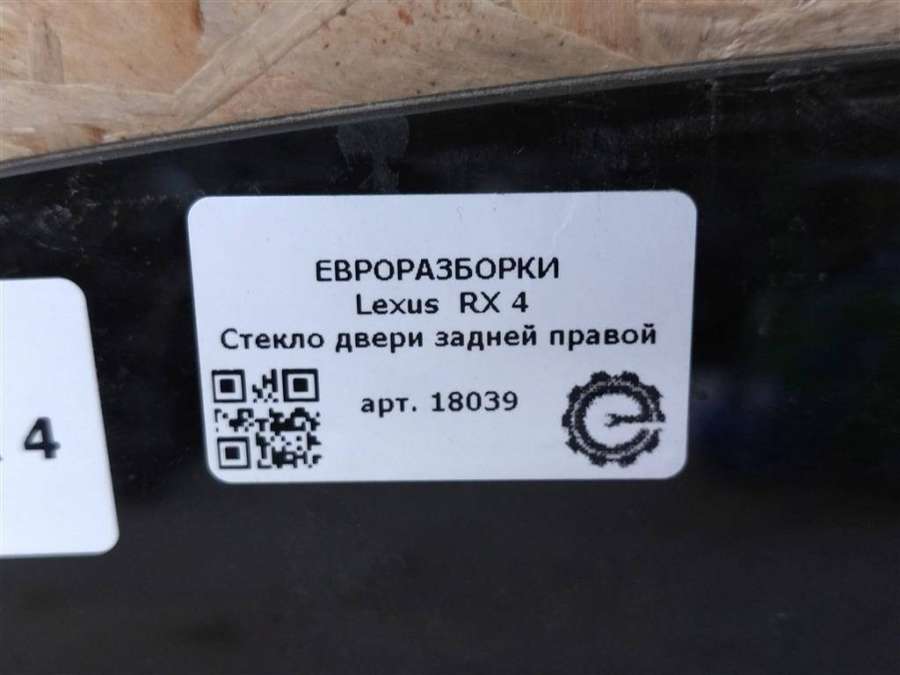 ЕВРОРАЗБОРКИ
Lexus RX 4
Стекло двери задней правой
арт. 18039
4